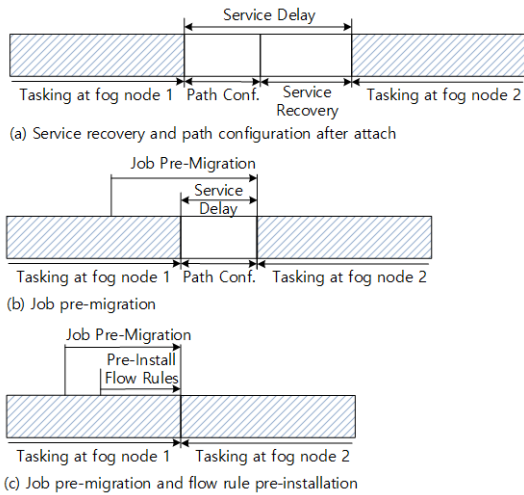 Service Delay
Tasking at fog node 1
Path Conf.
Service
Recovery
Tasking at fog node 2
(a) Service recovery and path configuration after attach
Job Pre-Migration
Service
Delay
Tasking at fog node 1
Path Conf.
Tasking at fog node 2
(b) Job pre-migration
Job Pre-Migration
Pre-Install
Flow Rules
Tasking at fog node 1
Tasking at fog node 2
(c) Job pre-migration and flow rule pre-installation